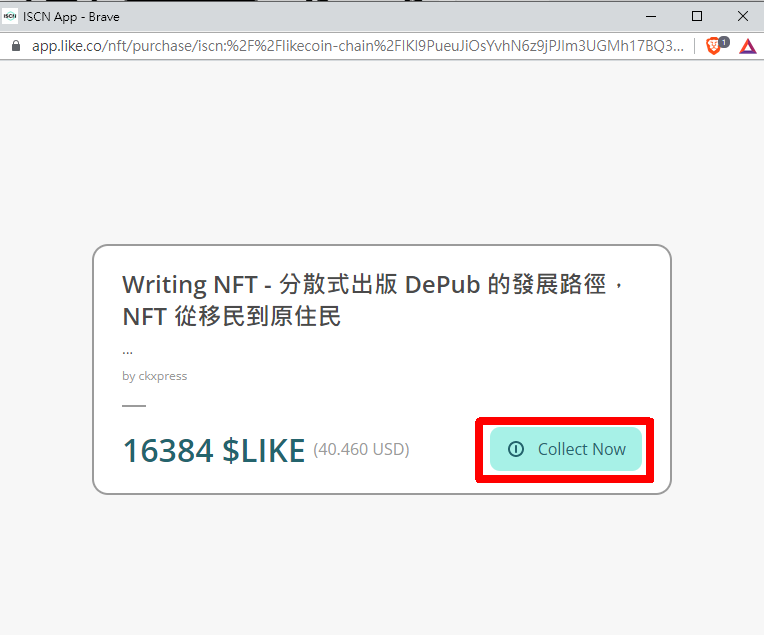 ISCN App - Brave
app.like.co/nft/purchase/iscn:%2F%2Flikecoin-chain%2FIKI9PueuJiOsYvhN6z9jPJIm3UGMh17BQ3...
1
Writing NFT - 分散式出版 DePub 的發展路徑，
NFT 從移民到原住民
...
by ckxpress
16384 $LIKE (40.460 USD)
Collect Now